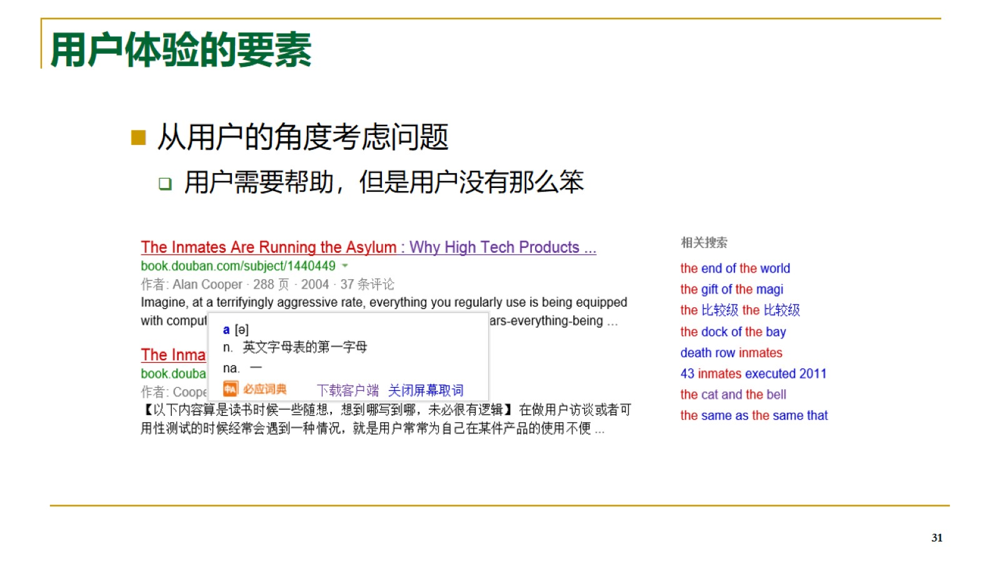 用户体验的要素
从用户的角度考虑问题
用户需要帮助，但是用户没有那么笨
The Inmates Are Running the Asylum : Why High Tech Products ...
book.douban.com/subject/1440449
作者: Alan Cooper · 288 页 · 2004 · 37 条评论
Imagine, at a terrifyingly aggressive rate, everything you regularly use is being equipped
with comput
ars-everything-being ...
a [ə]
n. 英文字母表的第一字母
na. 一
必应词典 下载客户端 关闭屏幕取词
The Inma
book.douba
作者: Coope
【以下内容算是读书时候一些随想，想到哪写到哪，未必很有逻辑】在做用户访谈或者可
用性测试的时候经常会遇到一种情况，就是用户常常为自己在某件产品的使用不便 ...
相关搜索
the end of the world
the gift of the magi
the 比较级 the 比较级
the dock of the bay
death row inmates
43 inmates executed 2011
the cat and the bell
the same as the same that
31